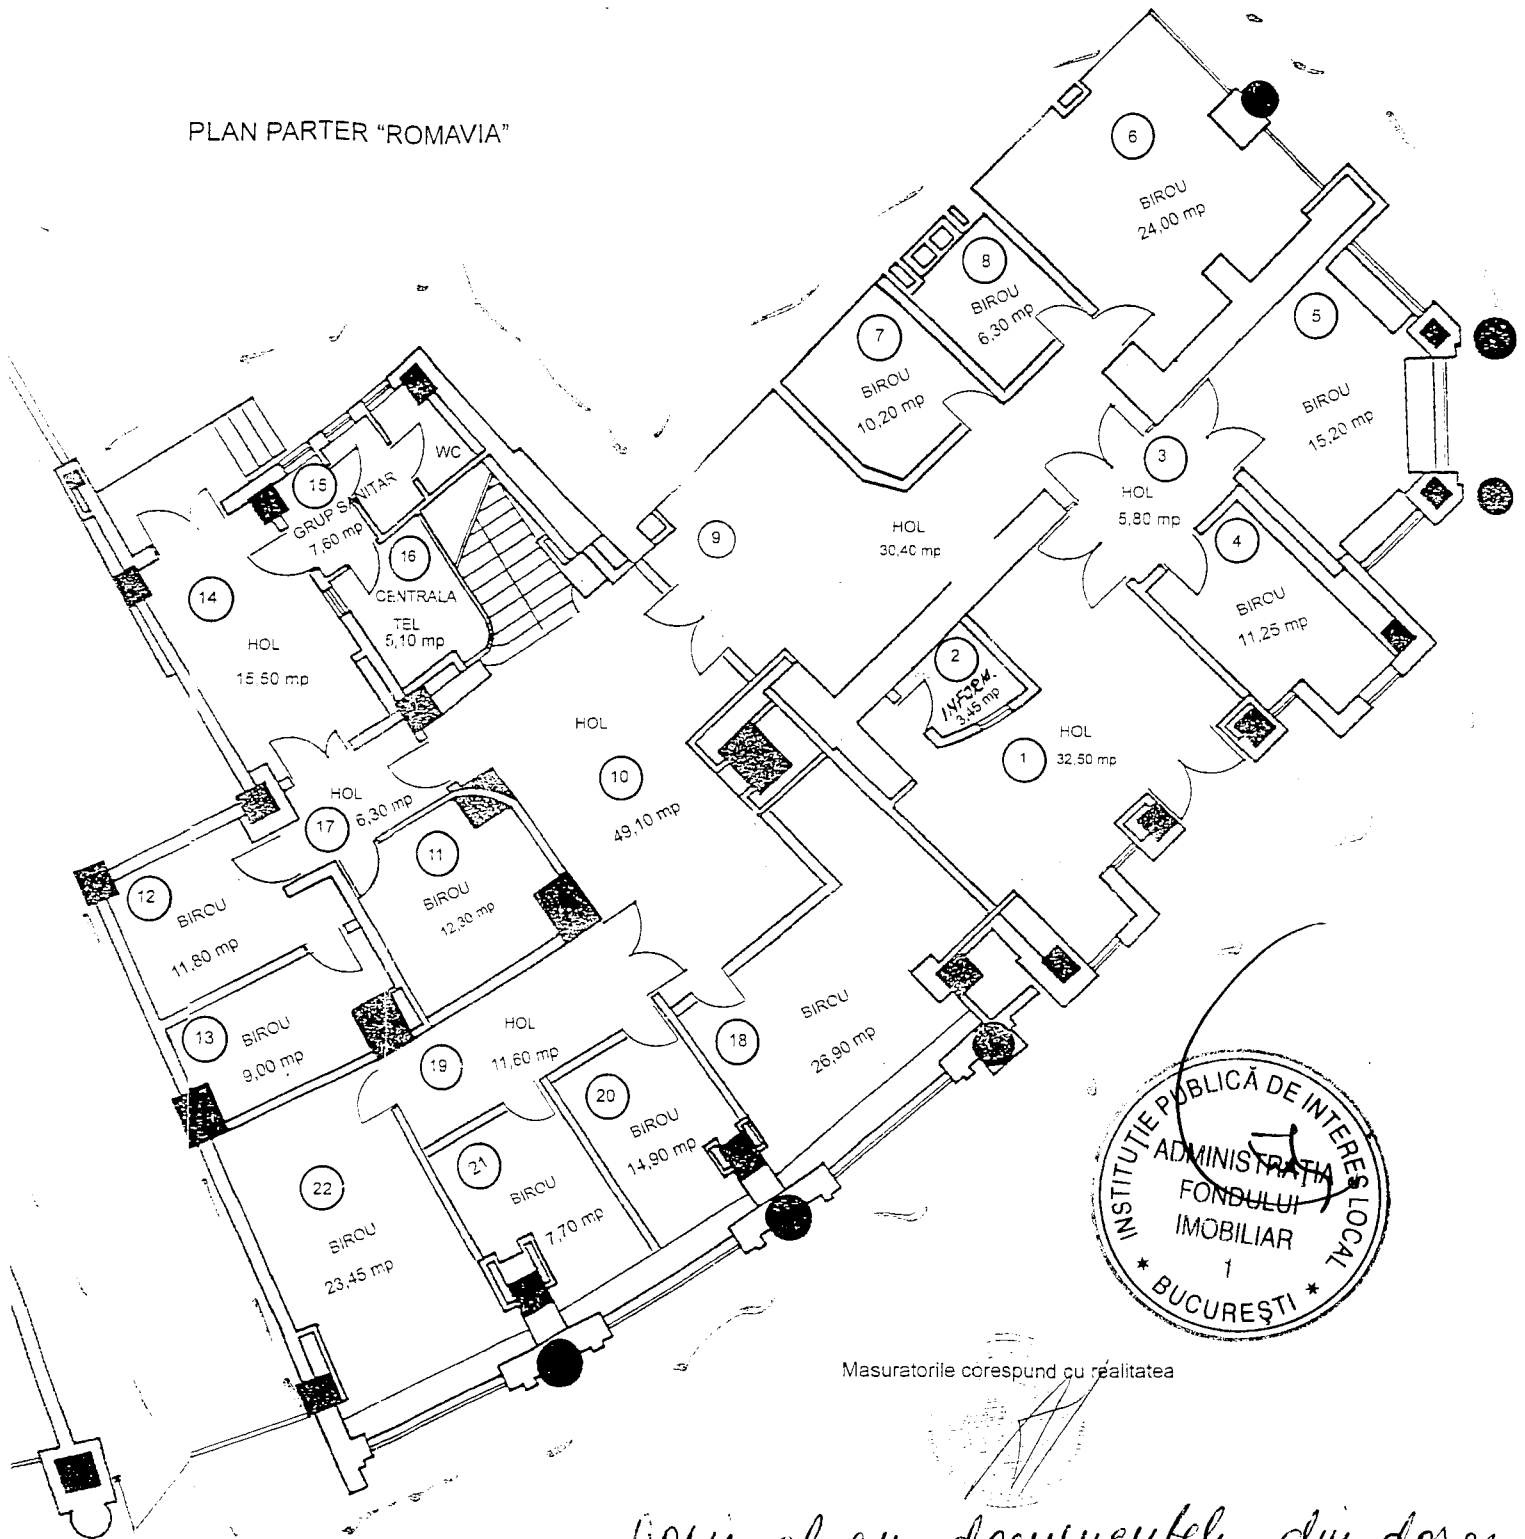 PLAN PARTER "ROMAVIA"
6
BIROU
24,00 mp
8
BIROU
6,30 mp
7
BIROU
10,20 mp
5
BIROU
15,20 mp
3
HOL
5,80 mp
4
BIROU
11,25 mp
9
HOL
30,40 mp
2
INFORM.
3,45 mp
1
HOL
32,50 mp
WC
15
GRUP SANITAR
7,60 mp
16
CENTRALA
TEL
5,10 mp
14
HOL
15,50 mp
HOL
10
49,10 mp
HOL
6,30 mp
17
11
BIROU
12,30 mp
12
BIROU
11,80 mp
13
BIROU
9,00 mp
HOL
11,60 mp
19
18
BIROU
26,90 mp
20
BIROU
14,90 mp
21
BIROU
7,70 mp
22
BIROU
23,45 mp
INSTITUȚIE PUBLICĂ DE INTERES LOCAL
ADMINISTRAȚIA
FONDULUI
IMOBILIAR
1
* BUCUREȘTI *
Masuratorile corespund cu realitatea
documentele din